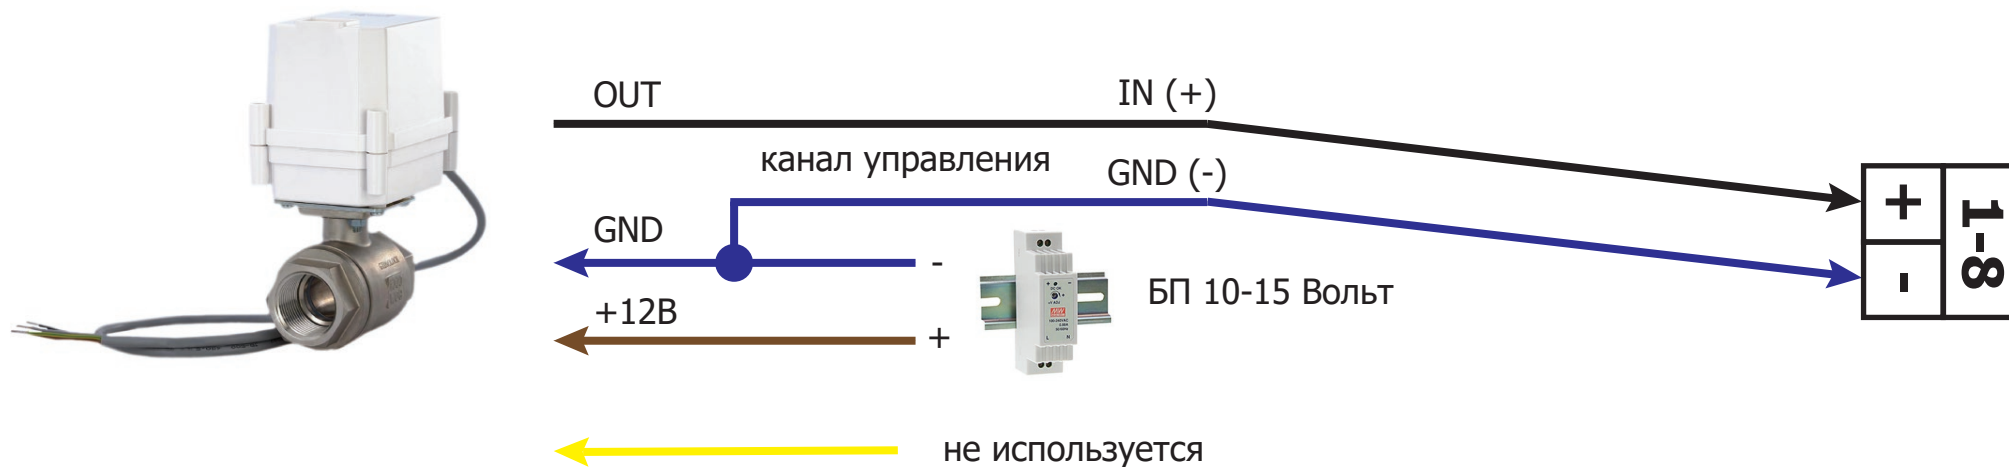 OUT
IN (+)
канал управления
GND (-)
GND
-
+12В
+
БП 10-15 Вольт
не используется
+
-
1-8